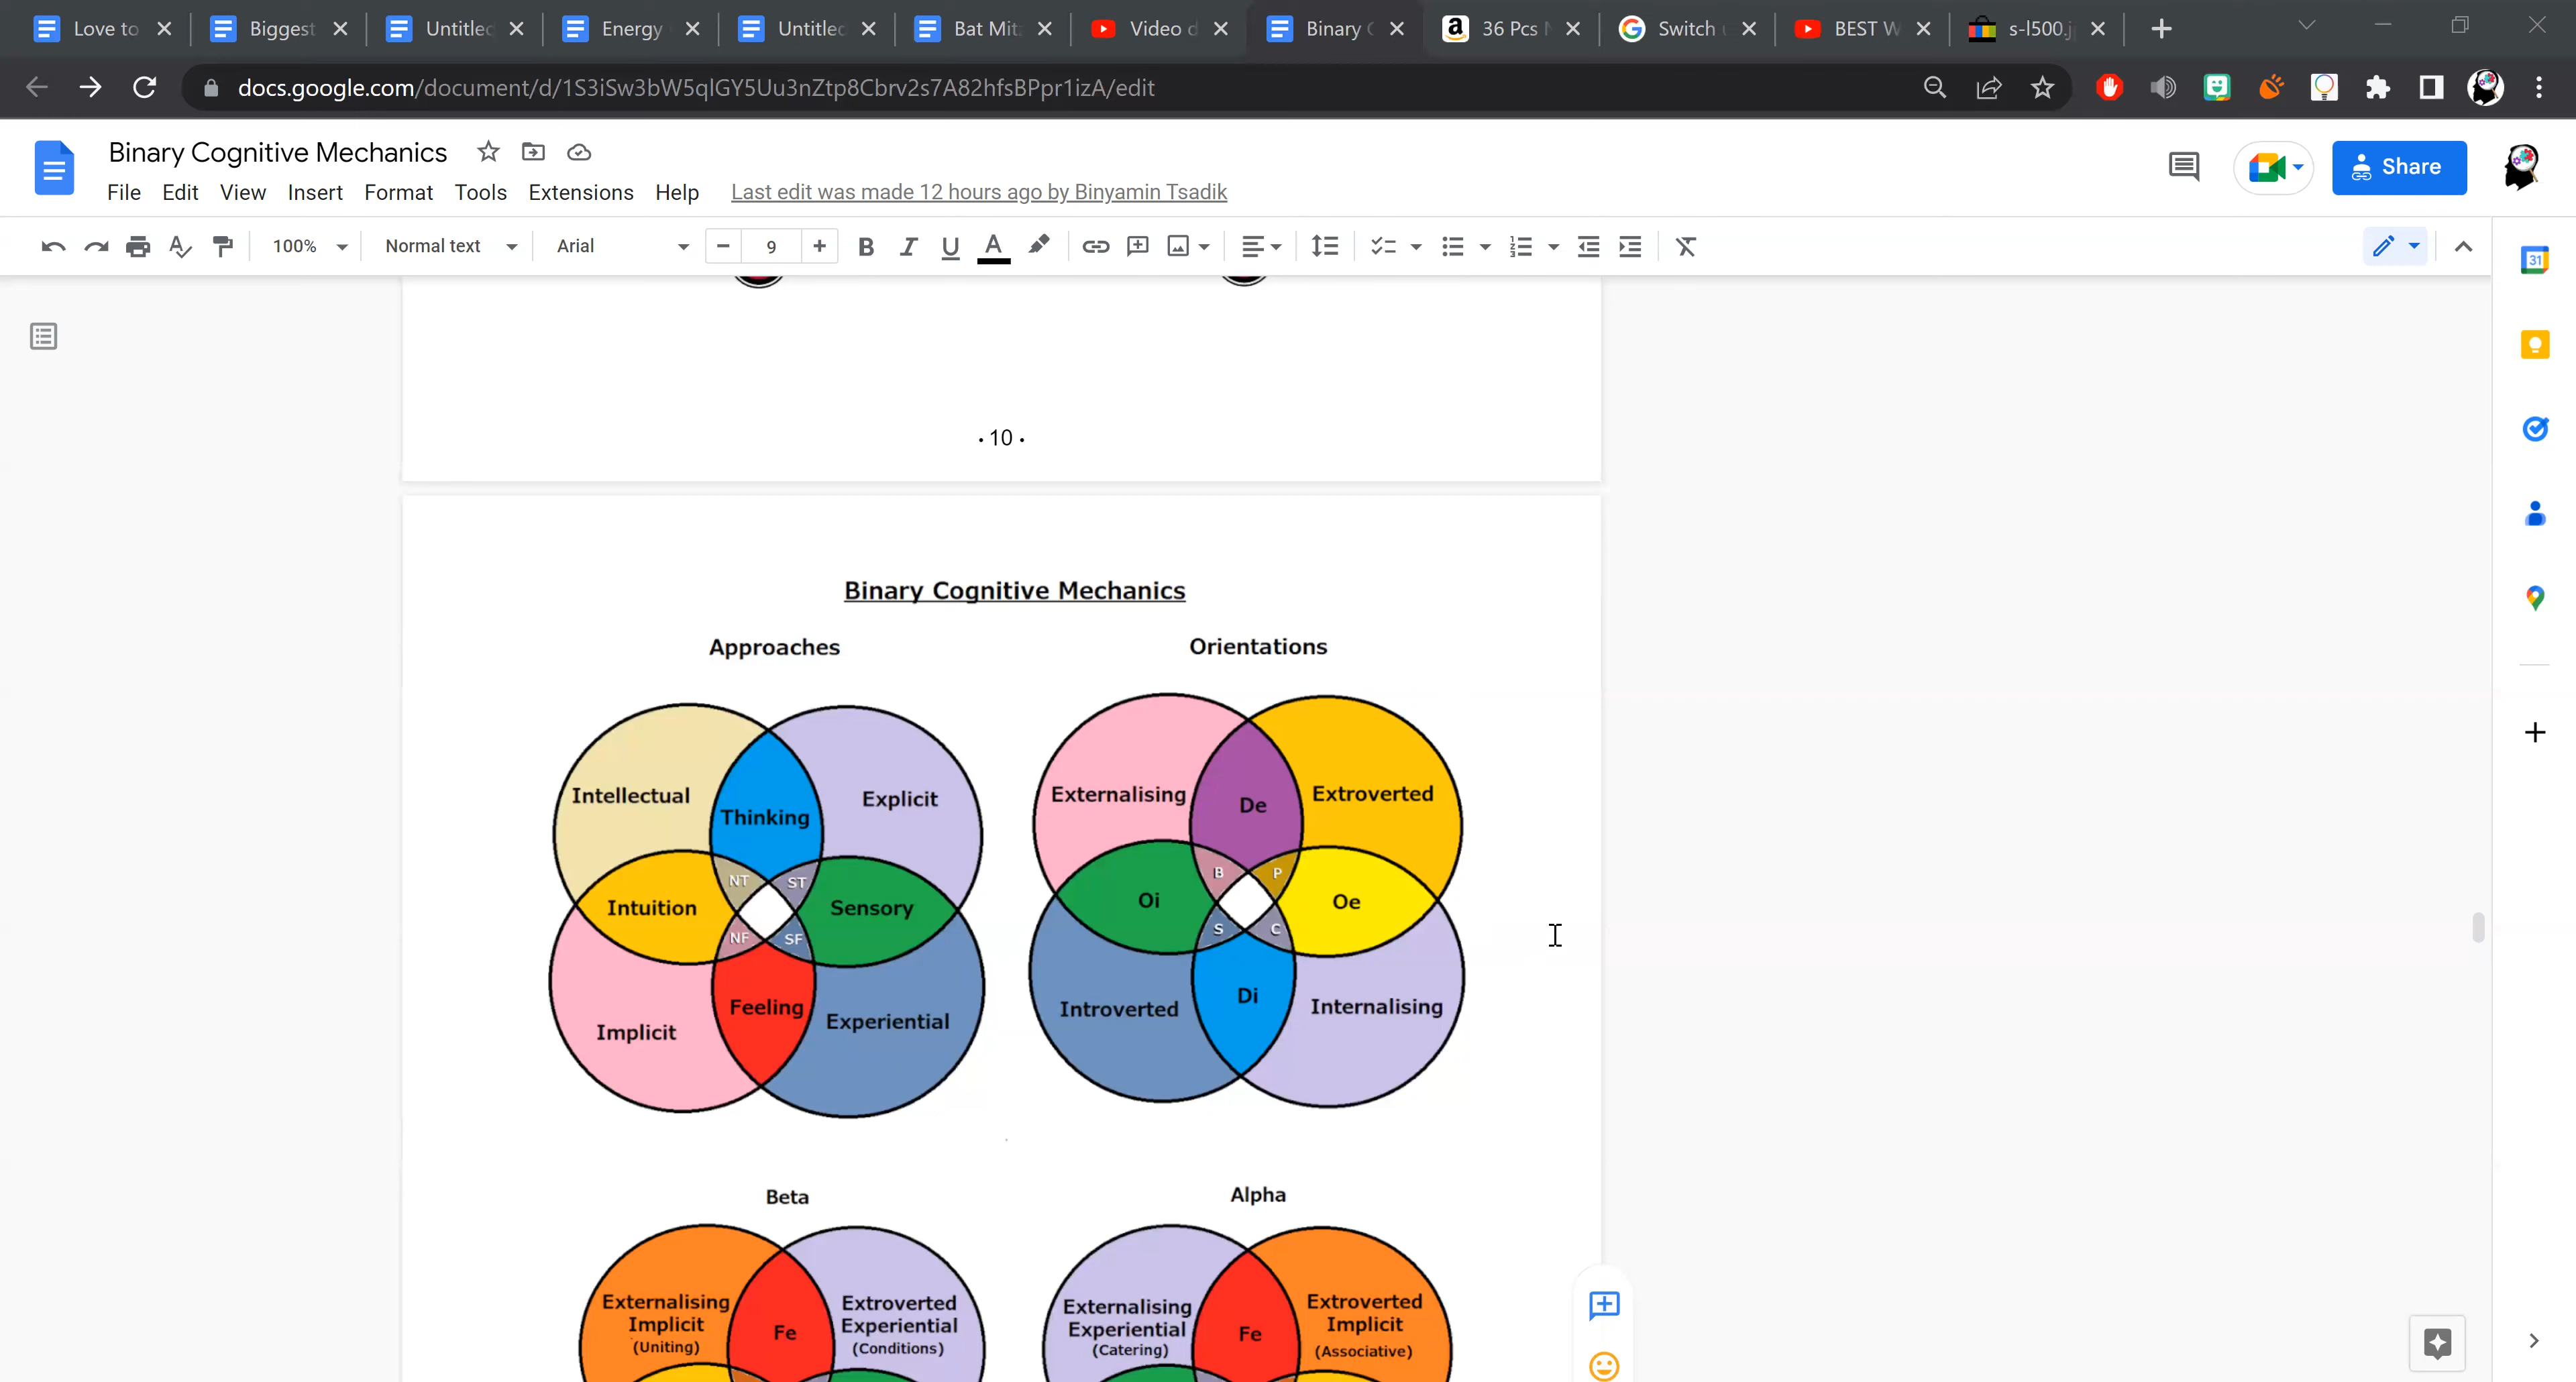 Love to
Biggest
Untitled
Energy
Untitled
Bat Mit
Video d
Binary C
36 Pcs
Switch u
BEST W
s-l500.j
docs.google.com/document/d/1S3iSw3bW5qlGY5Uu3nZtp8Cbrv2s7A82hfsBPpr1izA/edit
Binary Cognitive Mechanics
Share
File Edit View Insert Format Tools Extensions Help Last edit was made 12 hours ago by Binyamin Tsadik
100% Normal text Arial 9
31
• 10 •
Binary Cognitive Mechanics
Approaches
Intellectual
Thinking
Explicit
NT
ST
Intuition
Sensory
NF
SF
Implicit
Feeling
Experiential
Orientations
Externalising
De
Extroverted
B
P
Oi
Oe
S
C
Introverted
Di
Internalising
Beta
Externalising
Implicit
(Uniting)
Fe
Extroverted
Experiential
(Conditions)
Alpha
Externalising
Experiential
(Catering)
Fe
Extroverted
Implicit
(Associative)